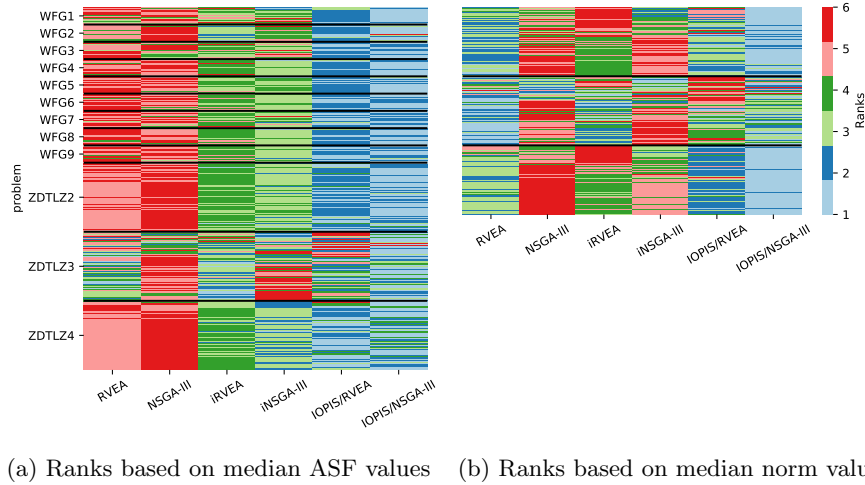 WFG1
WFG2
WFG3
WFG4
WFG5
WFG6
WFG7
WFG8
WFG9
ZDTLZ2
ZDTLZ3
ZDTLZ4
problem
RVEA
NSGA-III
iRVEA
iNSGA-III
IOPIS/RVEA
IOPIS/NSGA-III
RVEA
NSGA-III
iRVEA
iNSGA-III
IOPIS/RVEA
IOPIS/NSGA-III
6
5
4
3
2
1
Ranks
(a) Ranks based on median ASF values
(b) Ranks based on median norm valu